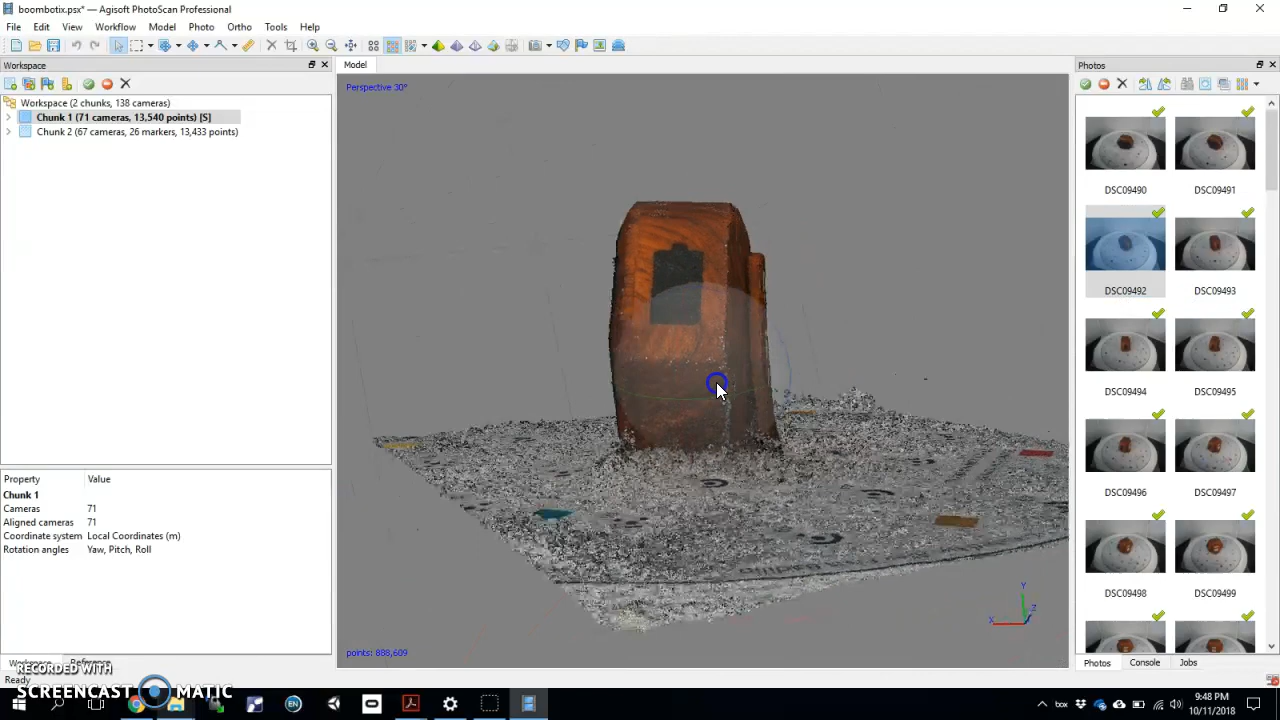 boombotix.psx* — Agisoft PhotoScan Professional
File Edit View Workflow Model Photo Ortho Tools Help
Workspace
Model
Photos
Perspective 30°
Workspace (2 chunks, 138 cameras)
Chunk 1 (71 cameras, 13,540 points) [S]
Chunk 2 (67 cameras, 26 markers, 13,433 points)
DSC09490 DSC09491
DSC09492 DSC09493
DSC09494 DSC09495
DSC09496 DSC09497
DSC09498 DSC09499
Property Value
Chunk 1
Cameras 71
Aligned cameras 71
Coordinate system Local Coordinates (m)
Rotation angles Yaw, Pitch, Roll
Y
X
Z
points: 888,609
Photos Console Jobs
Ready
RECORDED WITH
SCREENCAST MATIC
EN
box
9:48 PM
10/11/2018